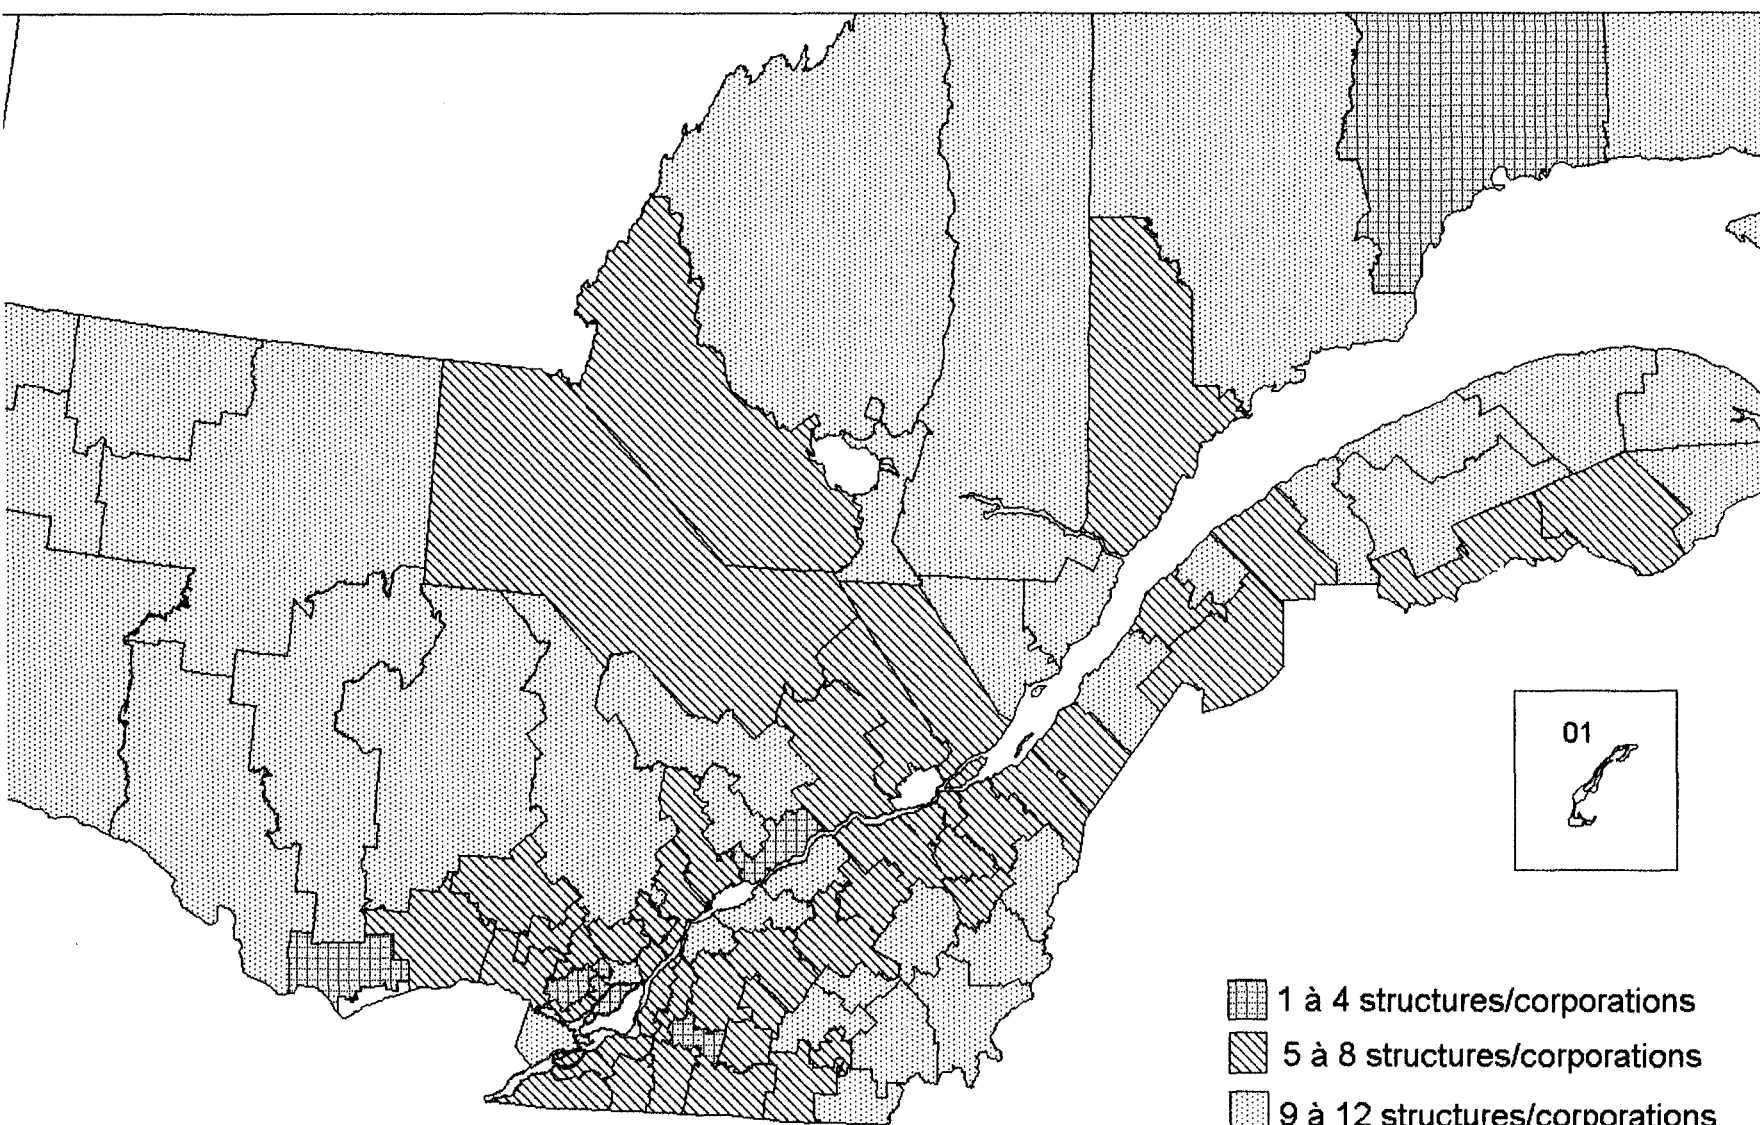 01
1 à 4 structures/corporations
5 à 8 structures/corporations
9 à 12 structures/corporations